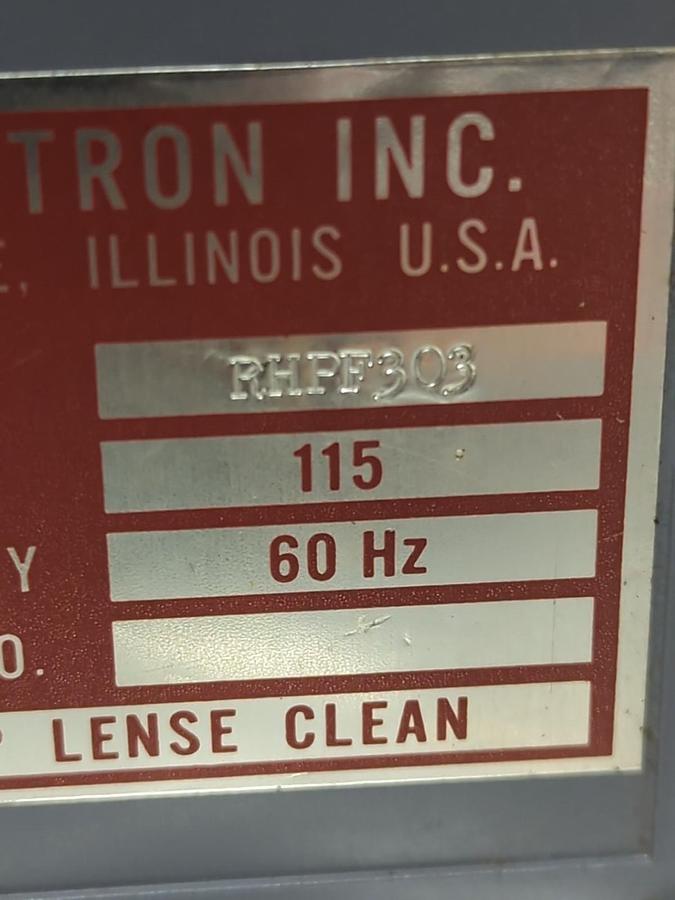 TRON INC.
E, ILLINOIS U.S.A.
RHPF303
115
Y 60 Hz
O.
P LENSE CLEAN